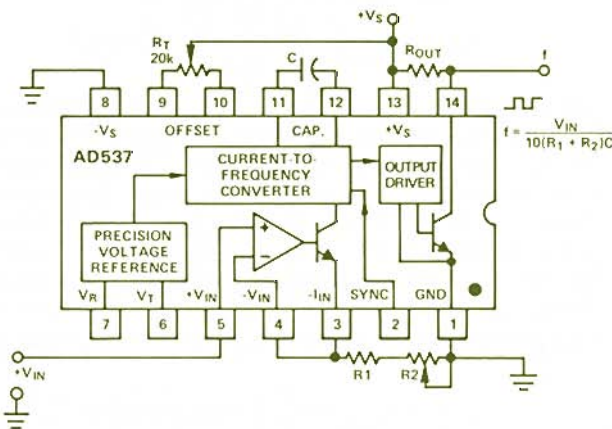 +VS
RT
20k
C
ROUT
f
8
9
10
11
12
13
14
-VS
OFFSET
CAP.
+VS
f = VIN / 10(R1 + R2)C
AD537
CURRENT-TO-
FREQUENCY
CONVERTER
OUTPUT
DRIVER
PRECISION
VOLTAGE
REFERENCE
+
−
VR
VT
+VIN
-VIN
-IIN
SYNC
GND
7
6
5
4
3
2
1
+VIN
R1
R2